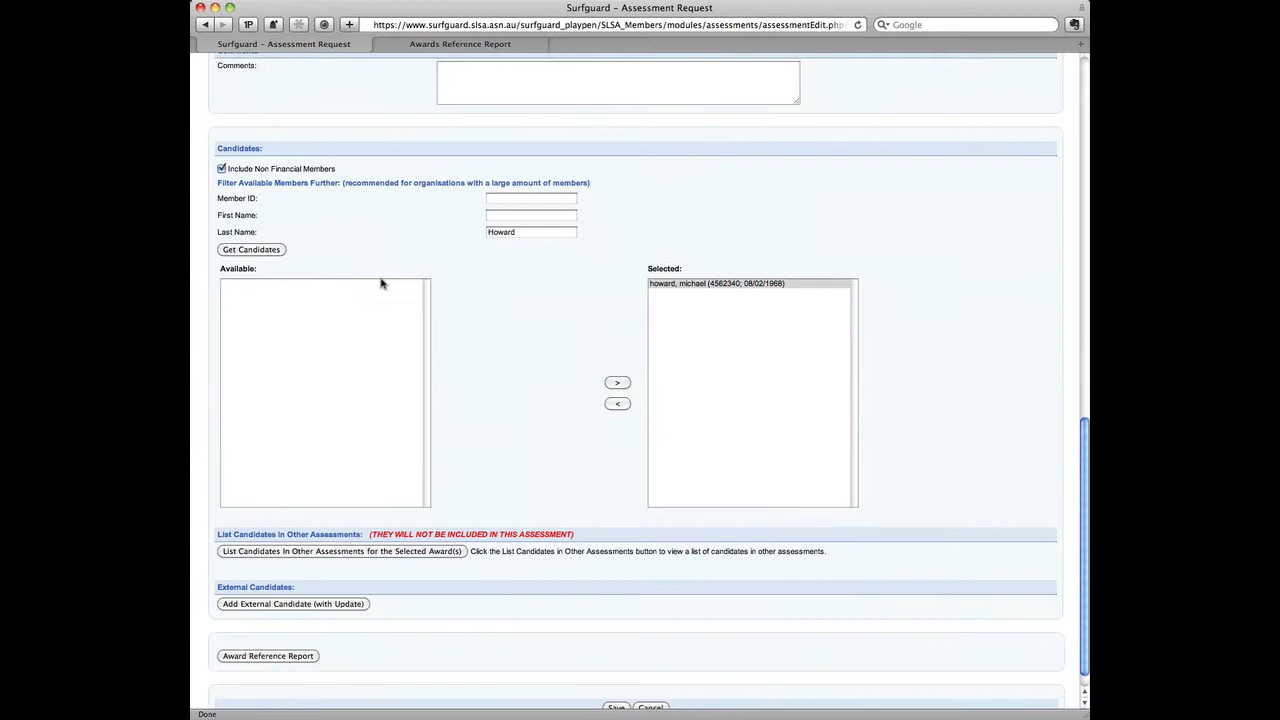 Surfguard – Assessment Request
1P
https://www.surfguard.slsa.asn.au/surfguard_playpen/SLSA_Members/modules/assessments/assessmentEdit.php
Google
Surfguard – Assessment Request
Awards Reference Report
Comments:
Candidates:
Include Non Financial Members
Filter Available Members Further: (recommended for organisations with a large amount of members)
Member ID:
First Name:
Last Name: Howard
Get Candidates
Available: Selected:
howard, michael (4562340; 08/02/1968)
>
<
List Candidates In Other Assessments: (THEY WILL NOT BE INCLUDED IN THIS ASSESSMENT)
List Candidates In Other Assessments for the Selected Award(s) Click the List Candidates in Other Assessments button to view a list of candidates in other assessments.
External Candidates:
Add External Candidate (with Update)
Award Reference Report
Save Cancel
Done